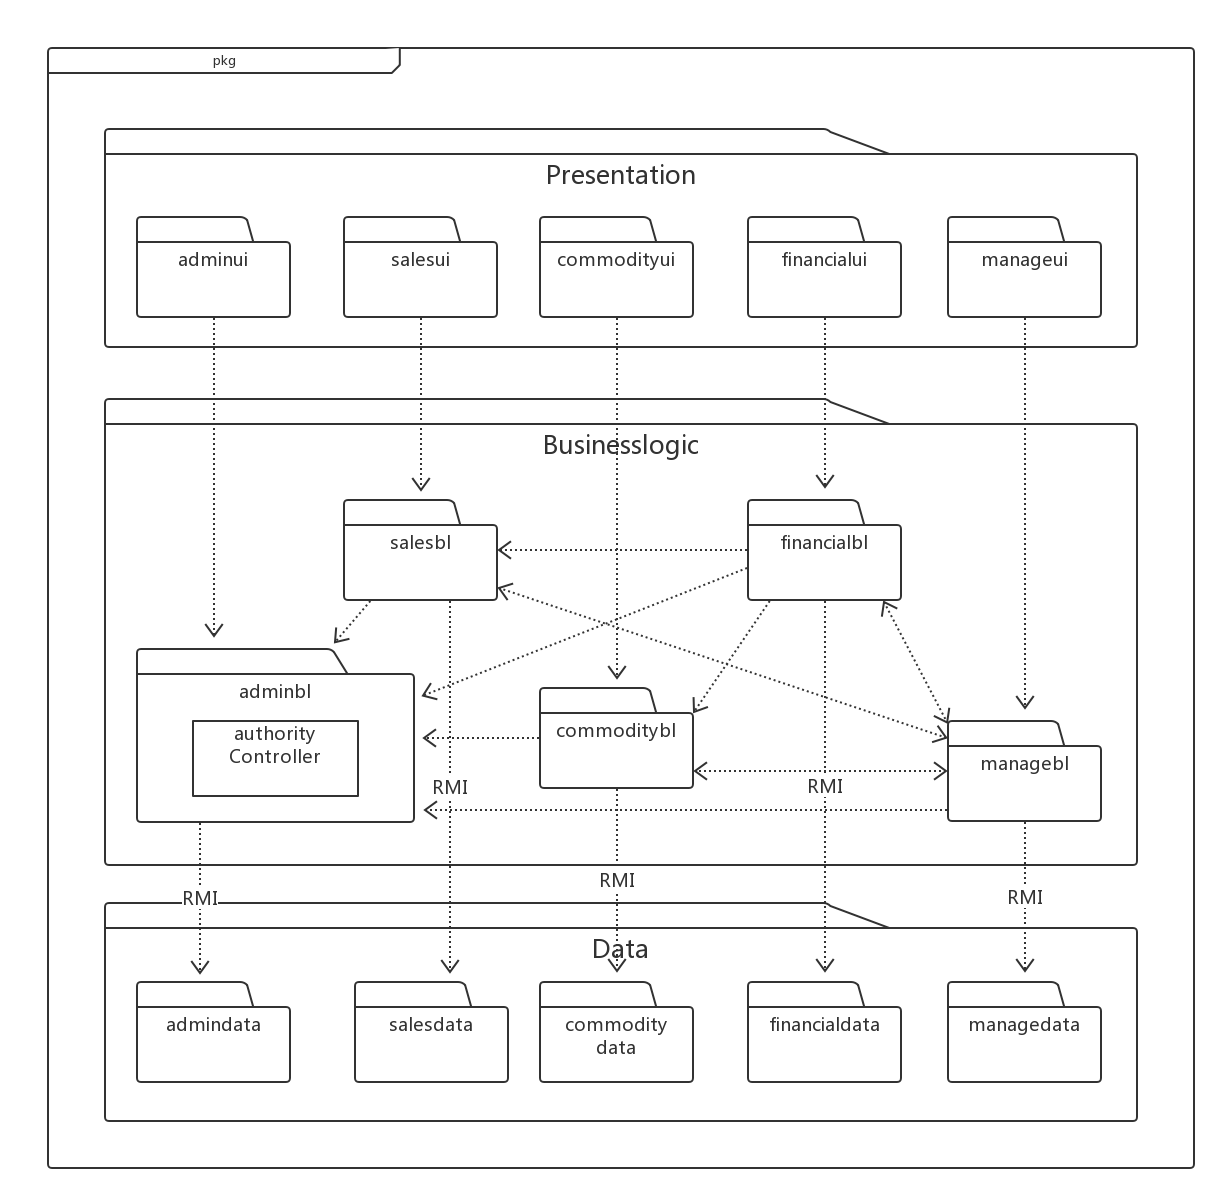 pkg
Presentation
adminui
salesui
commodityui
financialui
manageui
Businesslogic
salesbl
financialbl
adminbl
authority
Controller
commoditybl
managebl
RMI
RMI
RMI
RMI
RMI
Data
admindata
salesdata
commodity
data
financialdata
managedata